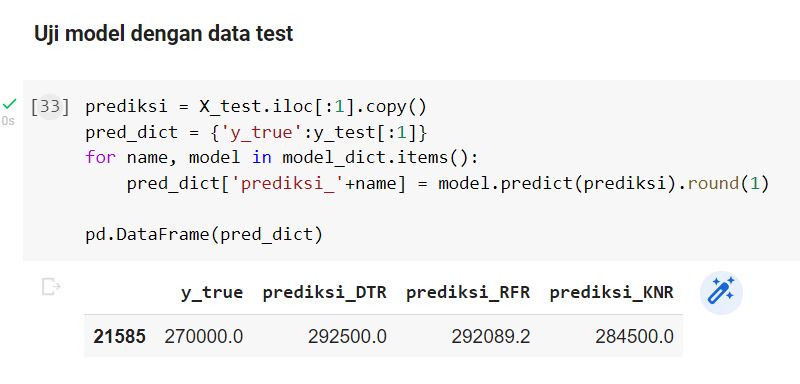 Uji model dengan data test
[33] prediksi = X_test.iloc[:1].copy()
0s
pred_dict = {'y_true':y_test[:1]}
for name, model in model_dict.items():
    pred_dict['prediksi_'+name] = model.predict(prediksi).round(1)
pd.DataFrame(pred_dict)
y_true prediksi_DTR prediksi_RFR prediksi_KNR
21585 270000.0 292500.0 292089.2 284500.0